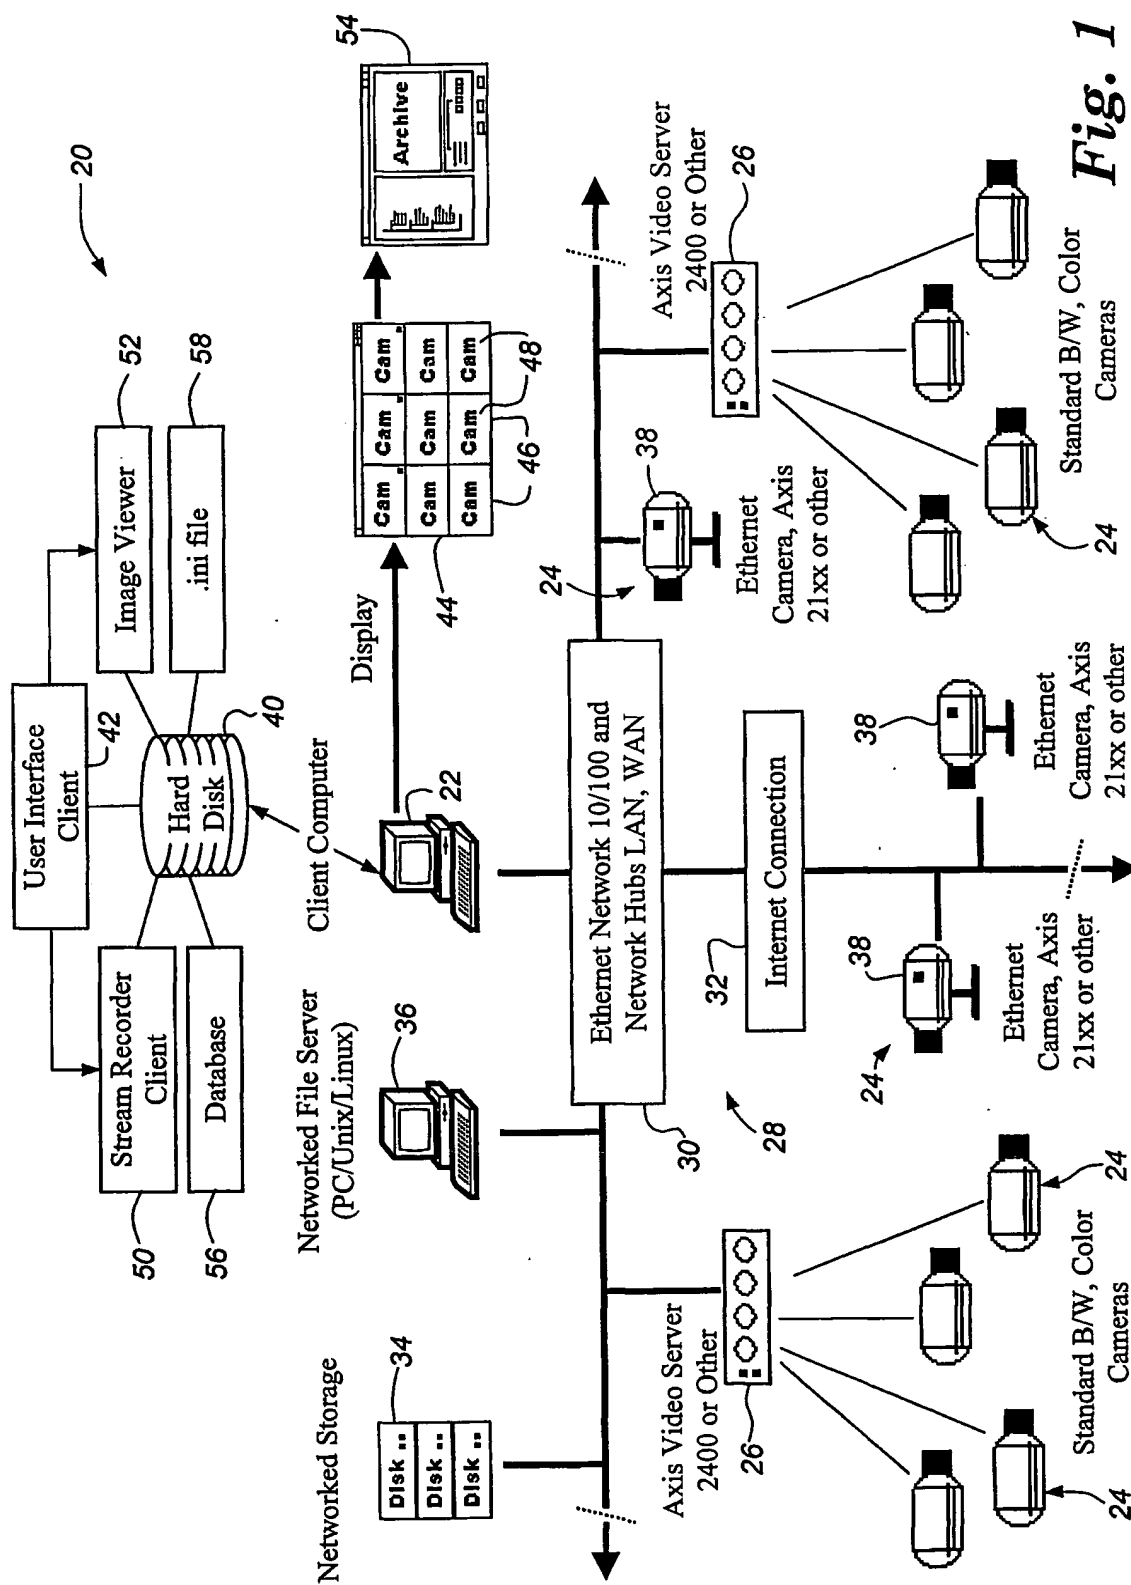 20
User Interface
Client
42
Stream Recorder
Client
50
Database
56
Hard
Disk
40
Image Viewer
52
.ini file
58
Networked Storage
Disk
Disk
Disk
34
Networked File Server
(PC/Unix/Linux)
36
Client Computer
22
Display
Cam
Cam
Cam
Cam
Cam
Cam
Cam
Cam
Cam
44
46
48
Archive
54
Ethernet Network 10/100 and
Network Hubs LAN, WAN
30
28
Internet Connection
32
Axis Video Server
2400 or Other
26
Standard B/W, Color
Cameras
24
24
Ethernet
Camera, Axis
21xx or other
38
24
Ethernet
Camera, Axis
21xx or other
38
Ethernet
Camera, Axis
21xx or other
38
24
Axis Video Server
2400 or Other
26
Standard B/W, Color
Cameras
24
Fig. 1